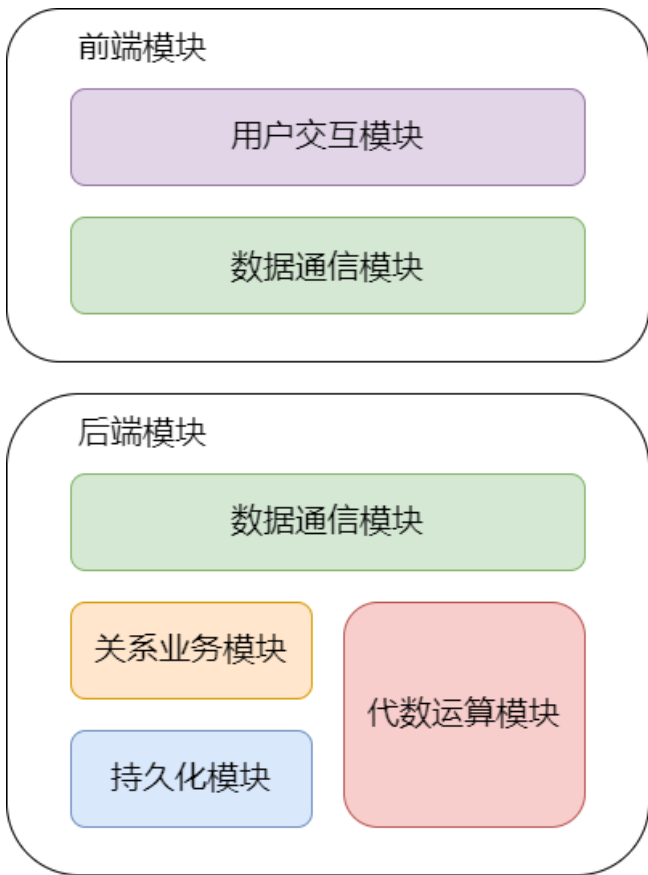 前端模块
用户交互模块
数据通信模块
后端模块
数据通信模块
关系业务模块
代数运算模块
持久化模块